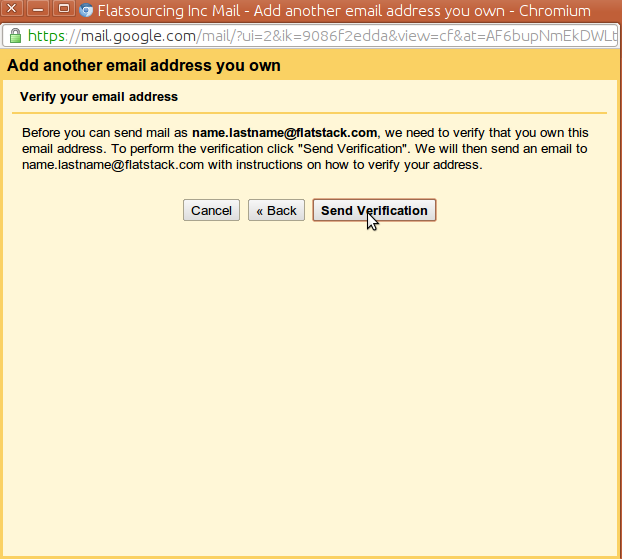 Flatsourcing Inc Mail - Add another email address you own - Chromium
https://mail.google.com/mail/?ui=2&ik=9086f2edda&view=cf&at=AF6bupNmEkDWLt
Add another email address you own
Verify your email address
Before you can send mail as name.lastname@flatstack.com, we need to verify that you own this
email address. To perform the verification click "Send Verification". We will then send an email to
name.lastname@flatstack.com with instructions on how to verify your address.
Cancel « Back Send Verification